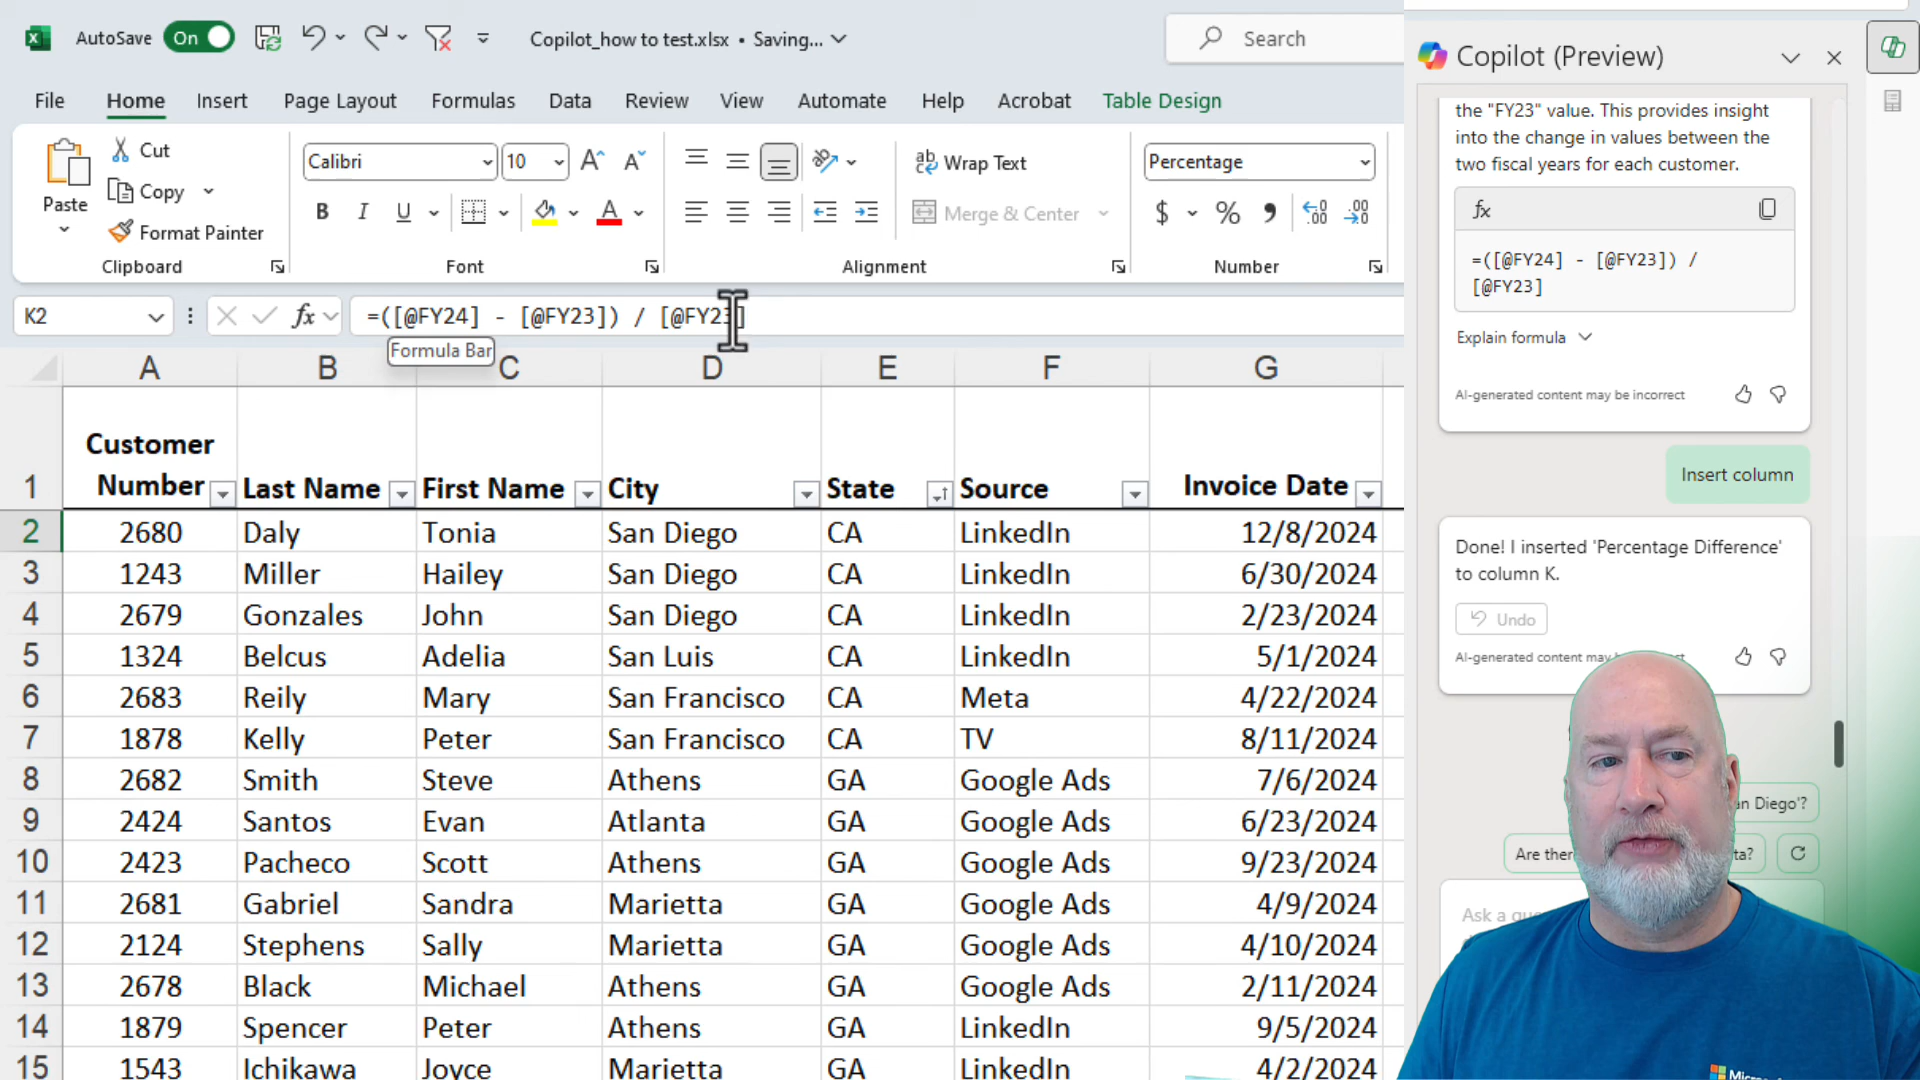 AutoSave On Copilot_how to test.xlsx • Saving... Search
File Home Insert Page Layout Formulas Data Review View Automate Help Acrobat Table Design
Paste
Cut
Copy
Format Painter
Clipboard
Calibri 10
B I U A
Font
Wrap Text
Merge & Center
Alignment
Percentage
$ % 9
Number
K2 fx =([@FY24] - [@FY23]) / [@FY23]
Formula Bar
A B C D E F G
1 Customer Number Last Name First Name City State Source Invoice Date
2 2680 Daly Tonia San Diego CA LinkedIn 12/8/2024
3 1243 Miller Hailey San Diego CA LinkedIn 6/30/2024
4 2679 Gonzales John San Diego CA LinkedIn 2/23/2024
5 1324 Belcus Adelia San Luis CA LinkedIn 5/1/2024
6 2683 Reily Mary San Francisco CA Meta 4/22/2024
7 1878 Kelly Peter San Francisco CA TV 8/11/2024
8 2682 Smith Steve Athens GA Google Ads 7/6/2024
9 2424 Santos Evan Atlanta GA Google Ads 6/23/2024
10 2423 Pacheco Scott Athens GA Google Ads 9/23/2024
11 2681 Gabriel Sandra Marietta GA Google Ads 4/9/2024
12 2124 Stephens Sally Marietta GA Google Ads 4/10/2024
13 2678 Black Michael Athens GA Google Ads 2/11/2024
14 1879 Spencer Peter Athens GA LinkedIn 9/5/2024
15 1543 Ichikawa Joyce Marietta GA LinkedIn 4/2/2024
Copilot (Preview)
the "FY23" value. This provides insight
into the change in values between the
two fiscal years for each customer.
fx
=([@FY24] - [@FY23]) /
[@FY23]
Explain formula
AI-generated content may be incorrect
Insert column
Done! I inserted 'Percentage Difference'
to column K.
Undo
AI-generated content may
an Diego'?
Are ther
ta?
Ask a que